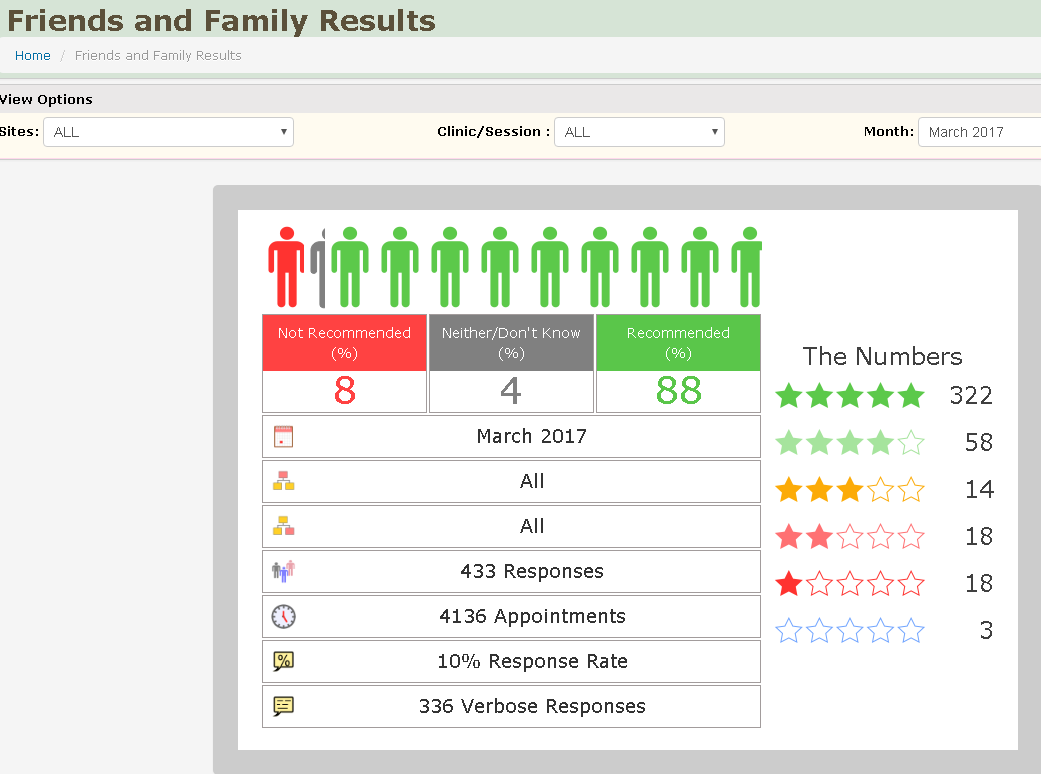 Friends and Family Results
Home / Friends and Family Results
View Options
Sites: ALL Clinic/Session : ALL Month: March 2017
Not Recommended (%)
8
Neither/Don't Know (%)
4
Recommended (%)
88
March 2017
All
All
433 Responses
4136 Appointments
10% Response Rate
336 Verbose Responses
The Numbers
322
58
14
18
18
3